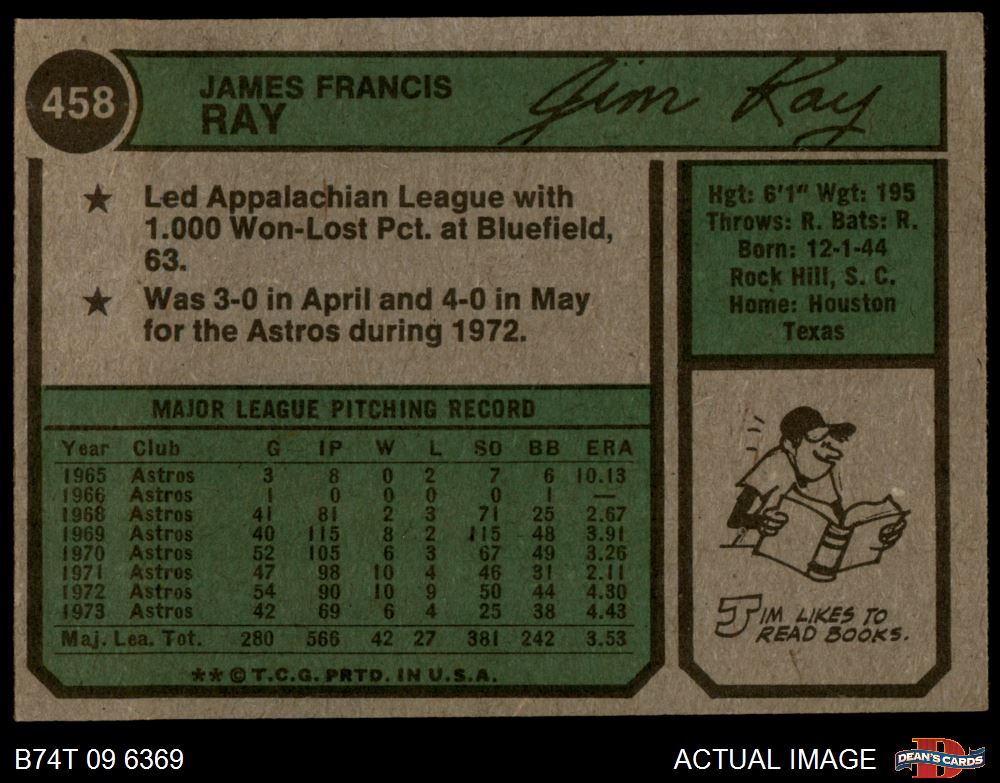 458
JAMES FRANCIS
RAY
Jim Ray
★ Led Appalachian League with
1.000 Won-Lost Pct. at Bluefield,
63.
★ Was 3-0 in April and 4-0 in May
for the Astros during 1972.
Hgt: 6'1" Wgt: 195
Throws: R. Bats: R.
Born: 12-1-44
Rock Hill, S. C.
Home: Houston
Texas
MAJOR LEAGUE PITCHING RECORD
Year Club G IP W L SO BB ERA
1965 Astros 3 8 0 2 7 6 10.13
1966 Astros 1 0 0 0 0 1 —
1968 Astros 41 81 2 3 71 25 2.67
1969 Astros 40 115 8 2 115 48 3.91
1970 Astros 52 105 6 3 67 49 3.26
1971 Astros 47 98 10 4 46 31 2.11
1972 Astros 54 90 10 9 50 44 4.30
1973 Astros 42 69 6 4 25 38 4.43
Maj. Lea. Tot. 280 566 42 27 381 242 3.53
**©T.C.G. PRTD. IN U.S.A.
JIM LIKES TO
READ BOOKS.
B74T 09 6369
ACTUAL IMAGE
D
DEAN'S CARDS